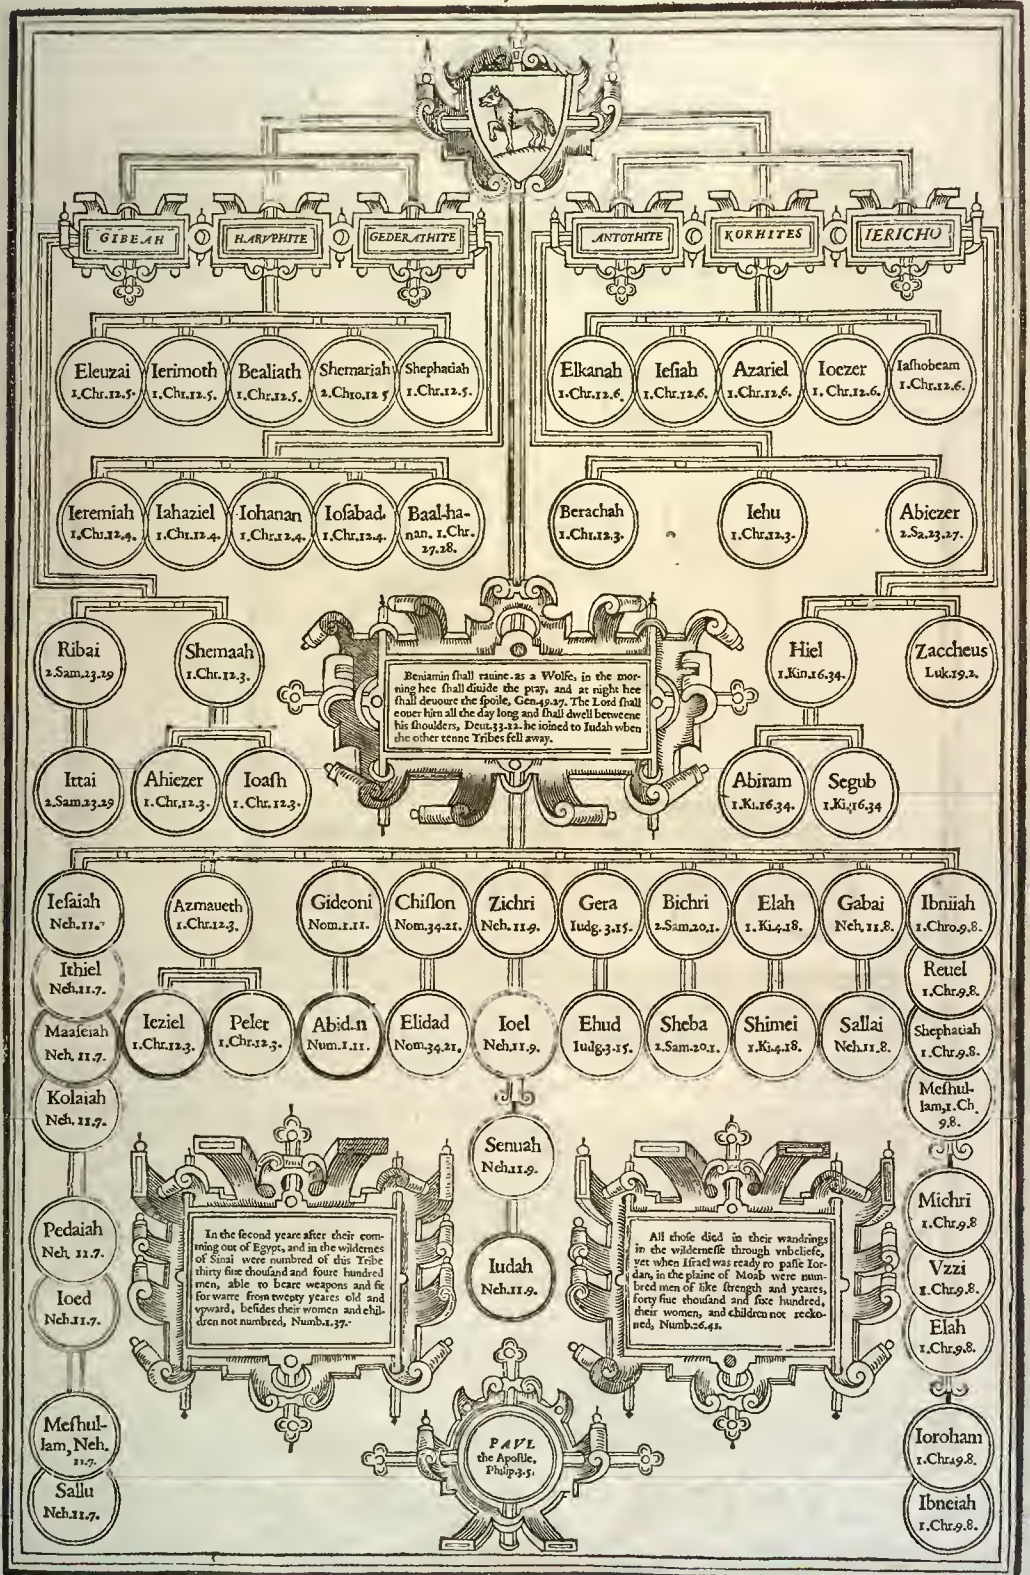 GIBEAH
HARVPHITE
GEDERATHITE
ANTOTHITE
KORHITES
IERICHO
Eleuzai
1.Chr.12.5.
Ierimoth
1.Chr.12.5.
Bealiath
1.Chr.12.5.
Shemariah
2.Chro.12 5
Shephatiah
1.Chr.12.5.
Elkanah
1.Chr.12.6.
Ieſiah
1.Chr.12.6.
Azariel
1.Chr.12.6.
Ioezer
1.Chr.12.6.
Iaſhobeam
1.Chr.12.6.
Ieremiah
1.Chr.12.4.
Iahaziel
1.Chr.12.4.
Iohanan
1.Chr.12.4.
Ioſabad.
1.Chr.12.4.
Baal-ha-
nan. 1.Chr.
27.28.
Berachah
1.Chr.12.3.
Iehu
1.Chr.12.3.
Abiezer
2.Sa.23.27.
Ribai
2.Sam.23.29
Shemaah
1.Chr.12.3.
Hiel
1.Kin.16.34.
Zaccheus
Luk.19.2.
Beniamin ſhall rauine as a Wolfe, in the mor-
ning hee ſhall diuide the pray, and at night hee
ſhall deuoure the ſpoile, Gen.49.27. The Lord ſhall
couer him all the day long and ſhall dwell betweene
his ſhoulders, Deut.33.12. he ioined to Iudah when
the other tenne Tribes fell away.
Ittai
2.Sam.23.29
Ahiezer
1.Chr.12.3.
Ioaſh
1.Chr.12.3.
Abiram
1.Ki.16.34.
Segub
1.Ki.16.34
Ieſaiah
Neh.11.7
Azmaueth
1.Chr.12.3.
Gideoni
Nom.1.11.
Chiſlon
Nom.34.21.
Zichri
Neh.11.9.
Gera
Iudg.3.15.
Bichri
2.Sam.20.1.
Elah
1.Ki.4.18.
Gabai
Neh.11.8.
Ibniiah
1.Chro.9.8.
Ithiel
Neh.11.7.
Reuel
1.Chr.9.8.
Maaſeiah
Neh.11.7.
Ieziel
1.Chr.12.3.
Pelet
1.Chr.12.3.
Abid.n
Num.1.11.
Elidad
Nom.34.21.
Ioel
Neh.11.9.
Ehud
Iudg.3.15.
Sheba
2.Sam.20.1.
Shimei
1.Ki.4.18.
Sallai
Neh.11.8.
Shephatiah
1.Chr.9.8.
Kolaiah
Neh.11.7.
Meſhul-
lam,1.Ch.
9.8.
Senuah
Neh.11.9.
Pedaiah
Neh.11.7.
Michri
1.Chr.9.8
In the ſecond yeare after their com-
ming out of Egypt, and in the wildernes
of Sinai were numbred of this Tribe
thirty fiue thouſand and foure hundred
men, able to beare weapons and fit
for warre from twenty yeares old and
vpward, beſides their women and chil-
dren not numbred, Numb.1.37.
Iudah
Neh.11.9.
All thoſe died in their wandrings
in the wilderneſſe through vnbeliefe,
yet when Iſrael was ready to paſſe Ior-
dan, in the plaine of Moab were num-
bred men of like ſtrength and yeares,
forty fiue thouſand and ſixe hundred,
their women, and children not recko-
ned, Numb.26.41.
Vzzi
1.Chr.9.8.
Ioed
Neh.11.7.
Elah
1.Chr.9.8.
Meſhul-
lam, Neh.
11.7.
PAVL
the Apoſtle,
Philip.3.5.
Ioroham
1.Chr.9.8.
Sallu
Neh.11.7.
Ibneiah
1.Chr.9.8.